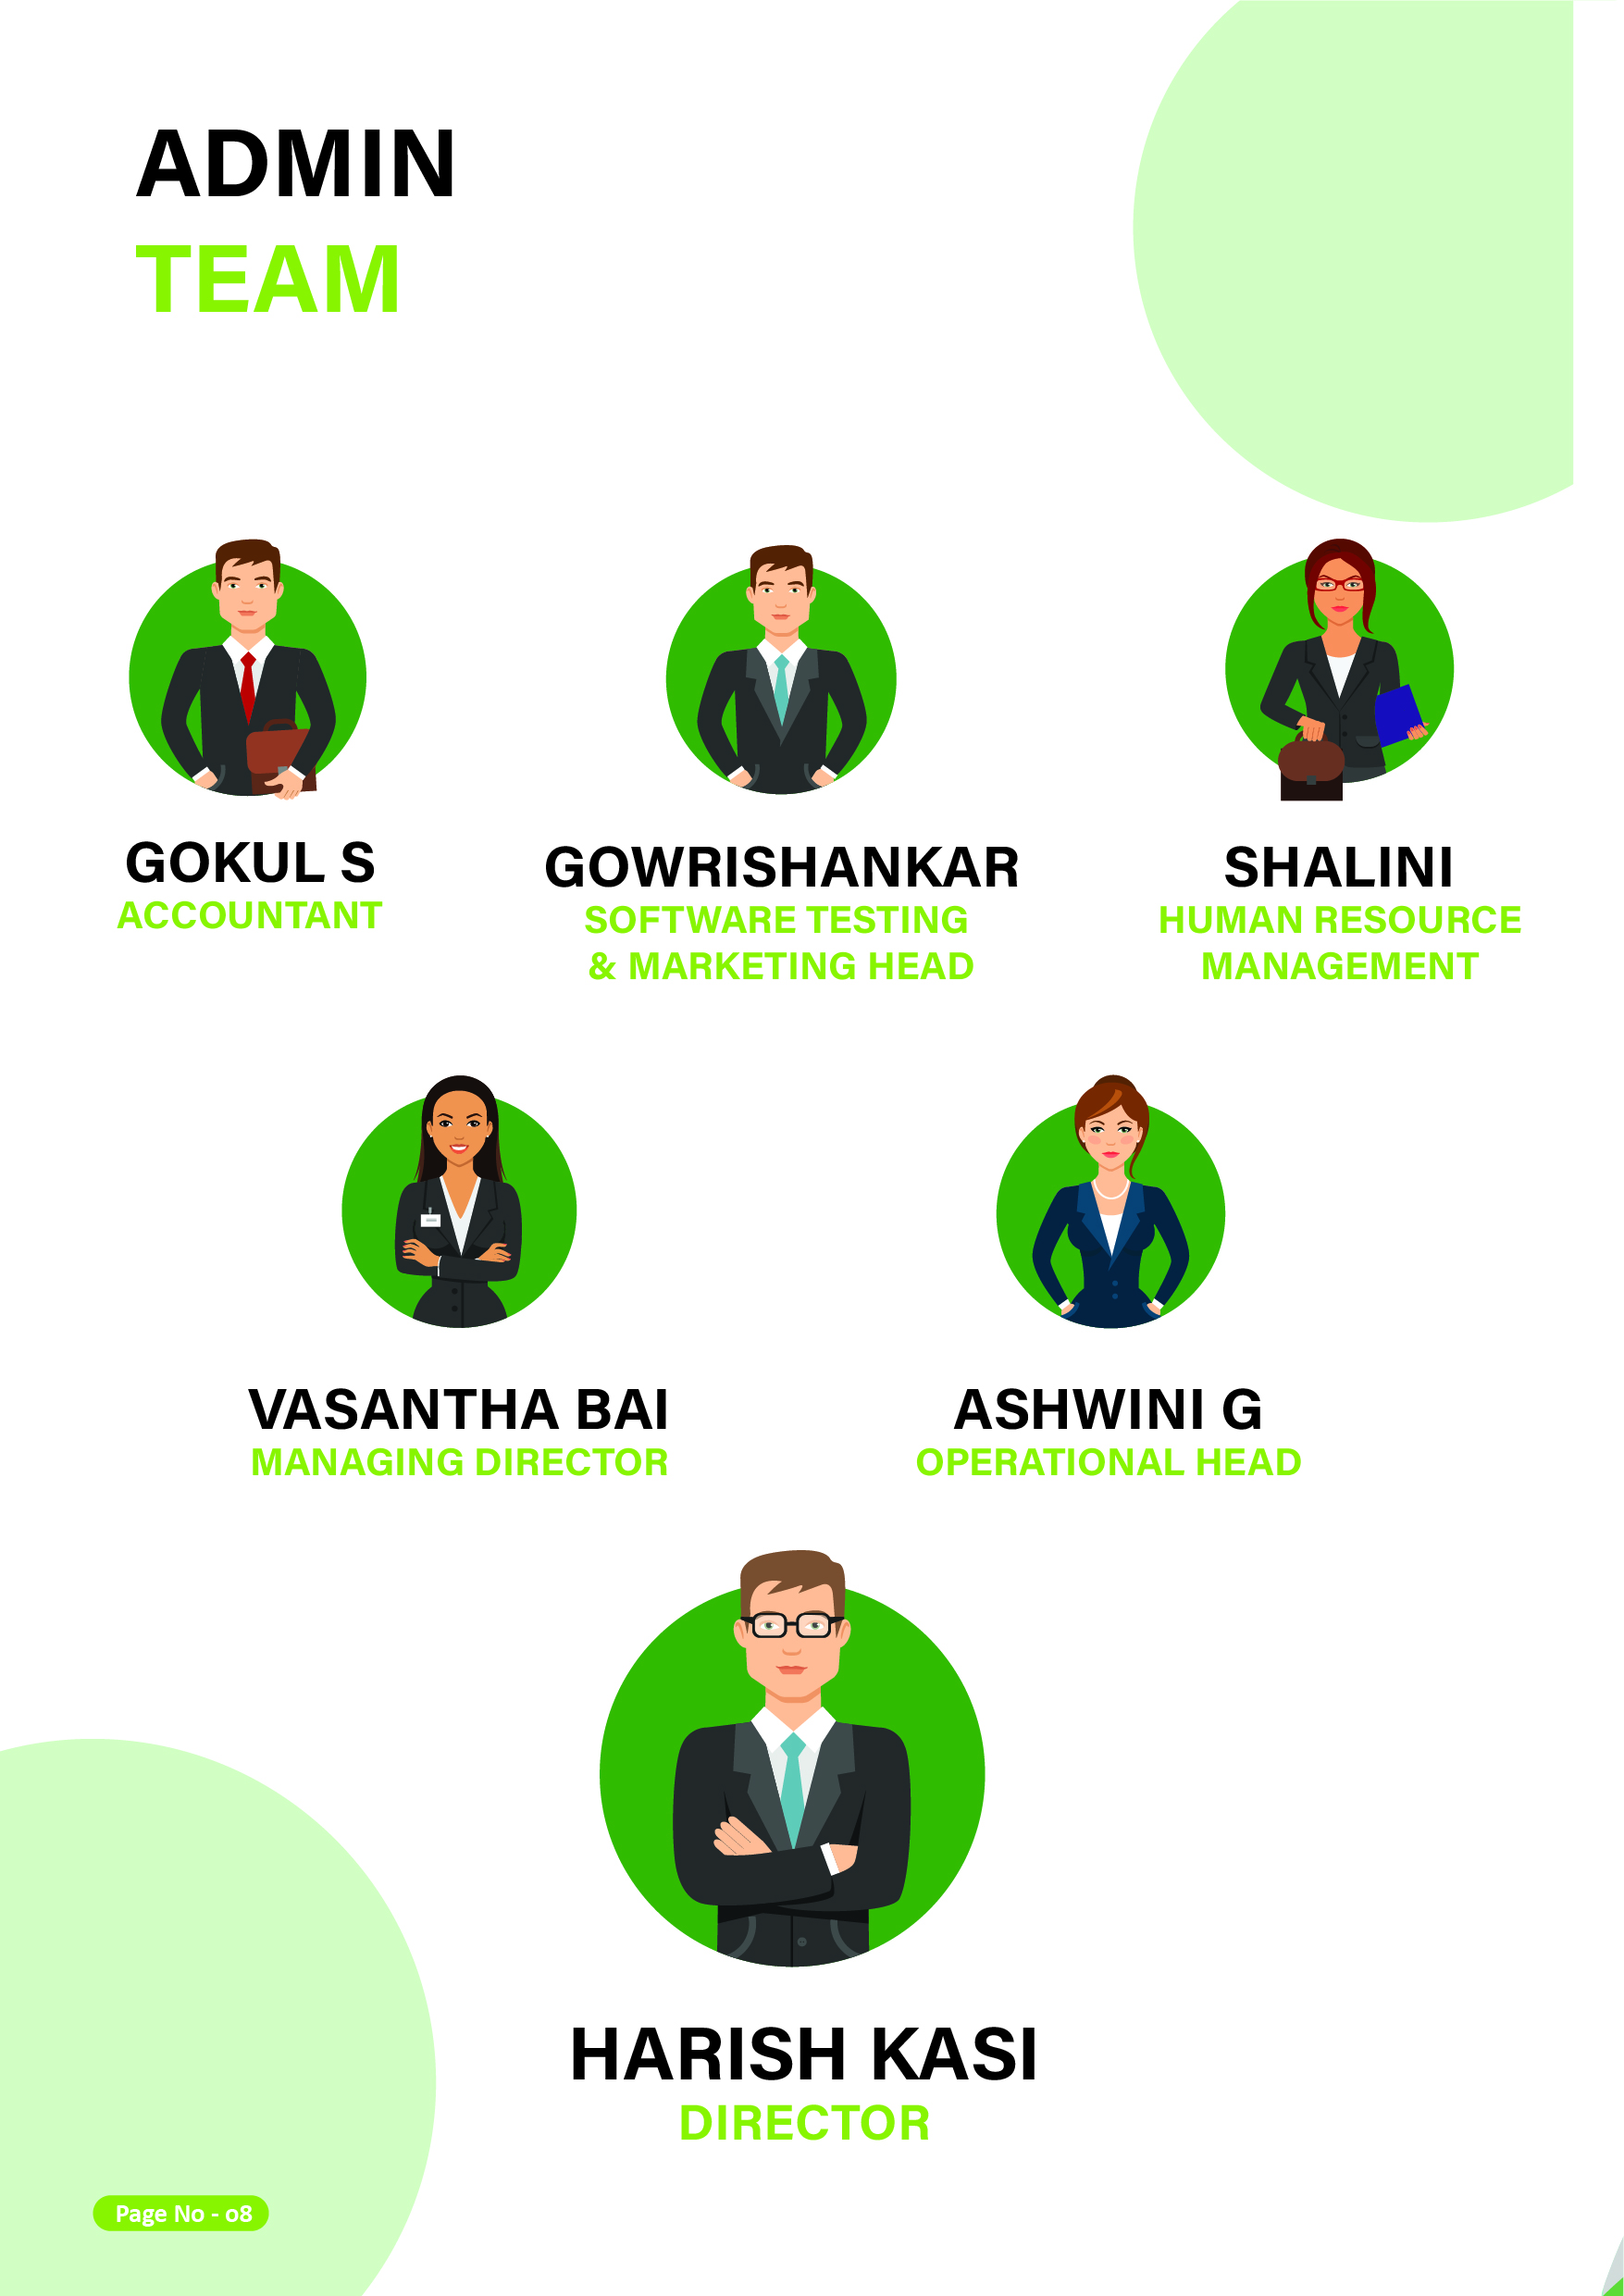 ADMIN
TEAM
GOKUL S
ACCOUNTANT
GOWRISHANKAR
SOFTWARE TESTING
& MARKETING HEAD
SHALINI
HUMAN RESOURCE
MANAGEMENT
VASANTHA BAI
MANAGING DIRECTOR
ASHWINI G
OPERATIONAL HEAD
HARISH KASI
DIRECTOR
Page No - 08